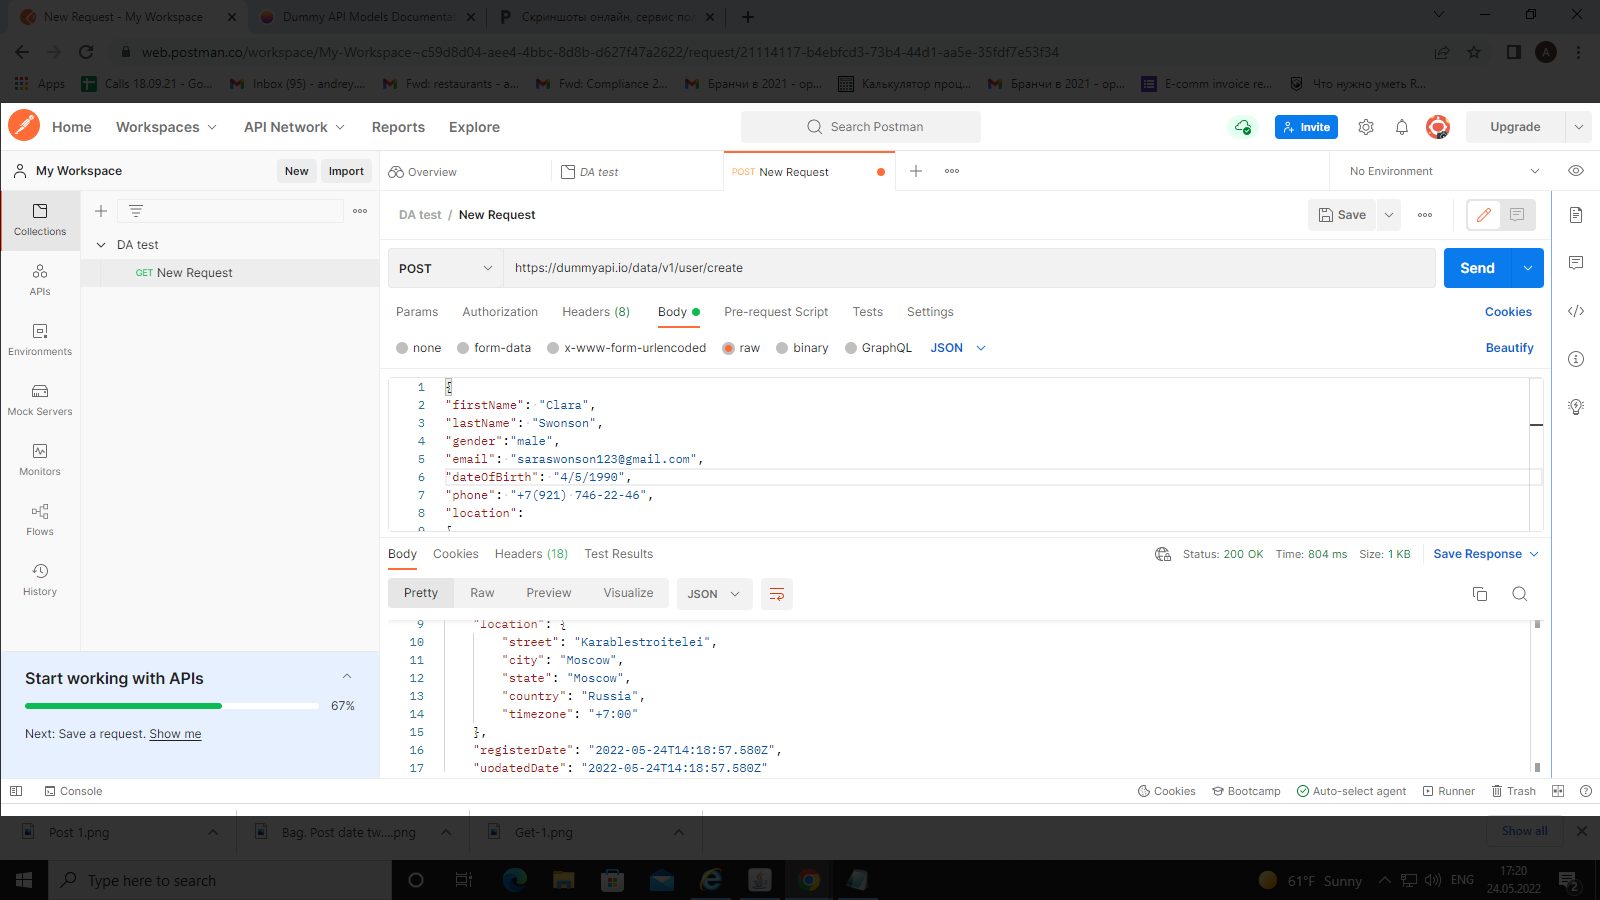 New Request - My Workspace
Dummy API Models Documentat
Скриншоты онлайн, сервис пол
web.postman.co/workspace/My-Workspace~c59d8d04-aee4-4bbc-8d8b-d627f47a2622/request/21114117-b4ebfcd3-73b4-44d1-aa5e-35fdf7e53f34
A
Apps
Calls 18.09.21 - Go...
Inbox (95) - andrey....
Fwd: restaurants - a...
Fwd: Compliance 2...
Бранчи в 2021 - op...
Калькулятор проц...
Бранчи в 2021 - op...
E-comm invoice re...
Что нужно уметь R...
Home
Workspaces
API Network
Reports
Explore
Search Postman
Invite
Upgrade
My Workspace
New
Import
Overview
DA test
POST New Request
No Environment
Collections
DA test
GET New Request
APIs
Environments
Mock Servers
Monitors
Flows
History
DA test / New Request
Save
POST
https://dummyapi.io/data/v1/user/create
Send
Params
Authorization
Headers (8)
Body
Pre-request Script
Tests
Settings
Cookies
none
form-data
x-www-form-urlencoded
raw
binary
GraphQL
JSON
Beautify
1 {
2 "firstName": "Clara",
3 "lastName": "Swonson",
4 "gender":"male",
5 "email": "saraswonson123@gmail.com",
6 "dateOfBirth": "4/5/1990",
7 "phone": "+7(921) 746-22-46",
8 "location":
Body
Cookies
Headers (18)
Test Results
Status: 200 OK
Time: 804 ms
Size: 1 KB
Save Response
Pretty
Raw
Preview
Visualize
JSON
9 "location": {
10 "street": "Karablestroitelei",
11 "city": "Moscow",
12 "state": "Moscow",
13 "country": "Russia",
14 "timezone": "+7:00"
15 },
16 "registerDate": "2022-05-24T14:18:57.580Z",
17 "updatedDate": "2022-05-24T14:18:57.580Z"
Start working with APIs
67%
Next: Save a request. Show me
Console
Cookies
Bootcamp
Auto-select agent
Runner
Trash
Post 1.png
Bag. Post date tw....png
Get-1.png
Show all
Type here to search
61°F Sunny
ENG
17:20
24.05.2022
2